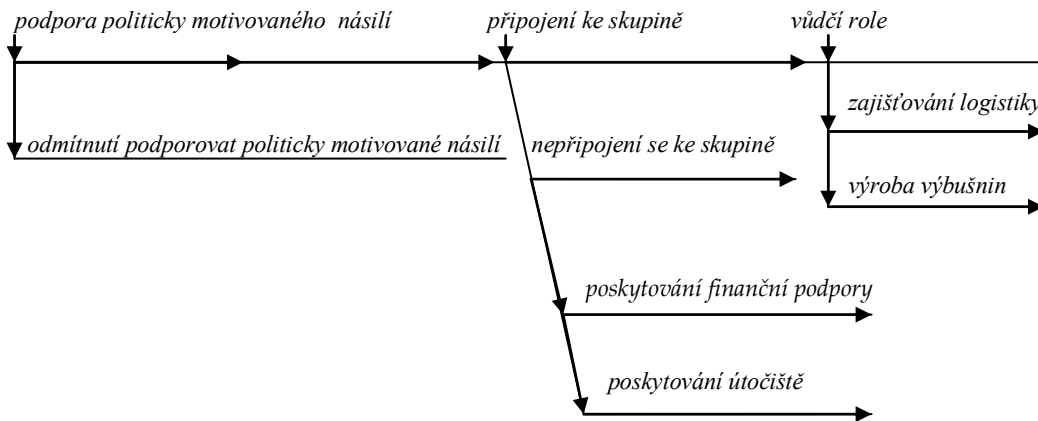 podpora politicky motivovaného násilí
připojení ke skupině
vůdčí role
zajišťování logistiky
odmítnutí podporovat politicky motivované násilí
nepřipojení se ke skupině
výroba výbušnin
poskytování finanční podpory
poskytování útočiště